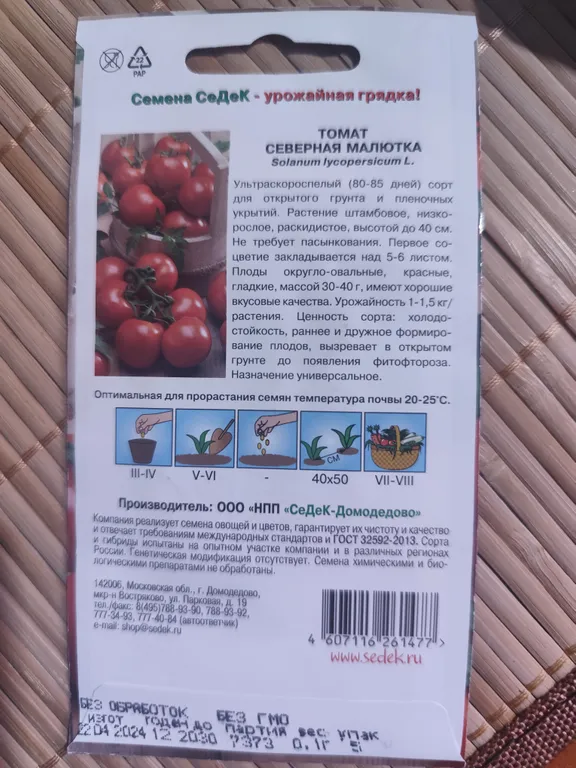 22
PAP
Семена СеДеК - урожайная грядка!
ТОМАТ
СЕВЕРНАЯ МАЛЮТКА
Solanum lycopersicum L.
Ультраскороспелый (80-85 дней) сорт
для открытого грунта и пленочных
укрытий. Растение штамбовое, низко-
рослое, раскидистое, высотой до 40 см.
Не требует пасынкования. Первое со-
цветие закладывается над 5-6 листом.
Плоды округло-овальные, красные,
гладкие, массой 30-40 г, имеют хорошие
вкусовые качества. Урожайность 1-1,5 кг/
растения. Ценность сорта: холодо-
стойкость, раннее и дружное формиро-
вание плодов, вызревает в открытом
грунте до появления фитофтороза.
Назначение универсальное.
Оптимальная для прорастания семян температура почвы 20-25°С.
СМ
III-IV V-VI - 40x50 VII-VIII
Производитель: ООО «НПП “СеДеК-Домодедово»
Компания реализует семена овощей и цветов, гарантирует их чистоту и качество
и отвечает требованиям международных стандартов и ГОСТ 32592-2013. Сорта
и гибриды испытаны на опытном участке компании и в различных регионах
России. Генетическая модификация отсутствует. Семена химическими и био-
логическими препаратами не обработаны.
142006, Московская обл., г. Домодедово,
мкр-н Востряково, ул. Парковая, д. 19
тел./факс: 8(495)788-93-90, 788-93-92,
777-34-93, 777-40-84 (автоответчик)
e-mail: shop@sedek.ru
4 607116 261477 >
www.sedek.ru
БЕЗ ОБРАБОТОК БЕЗ ГМО
изгот годен до партия вес упак
22 04 2024 12 2030 7373 0.1г